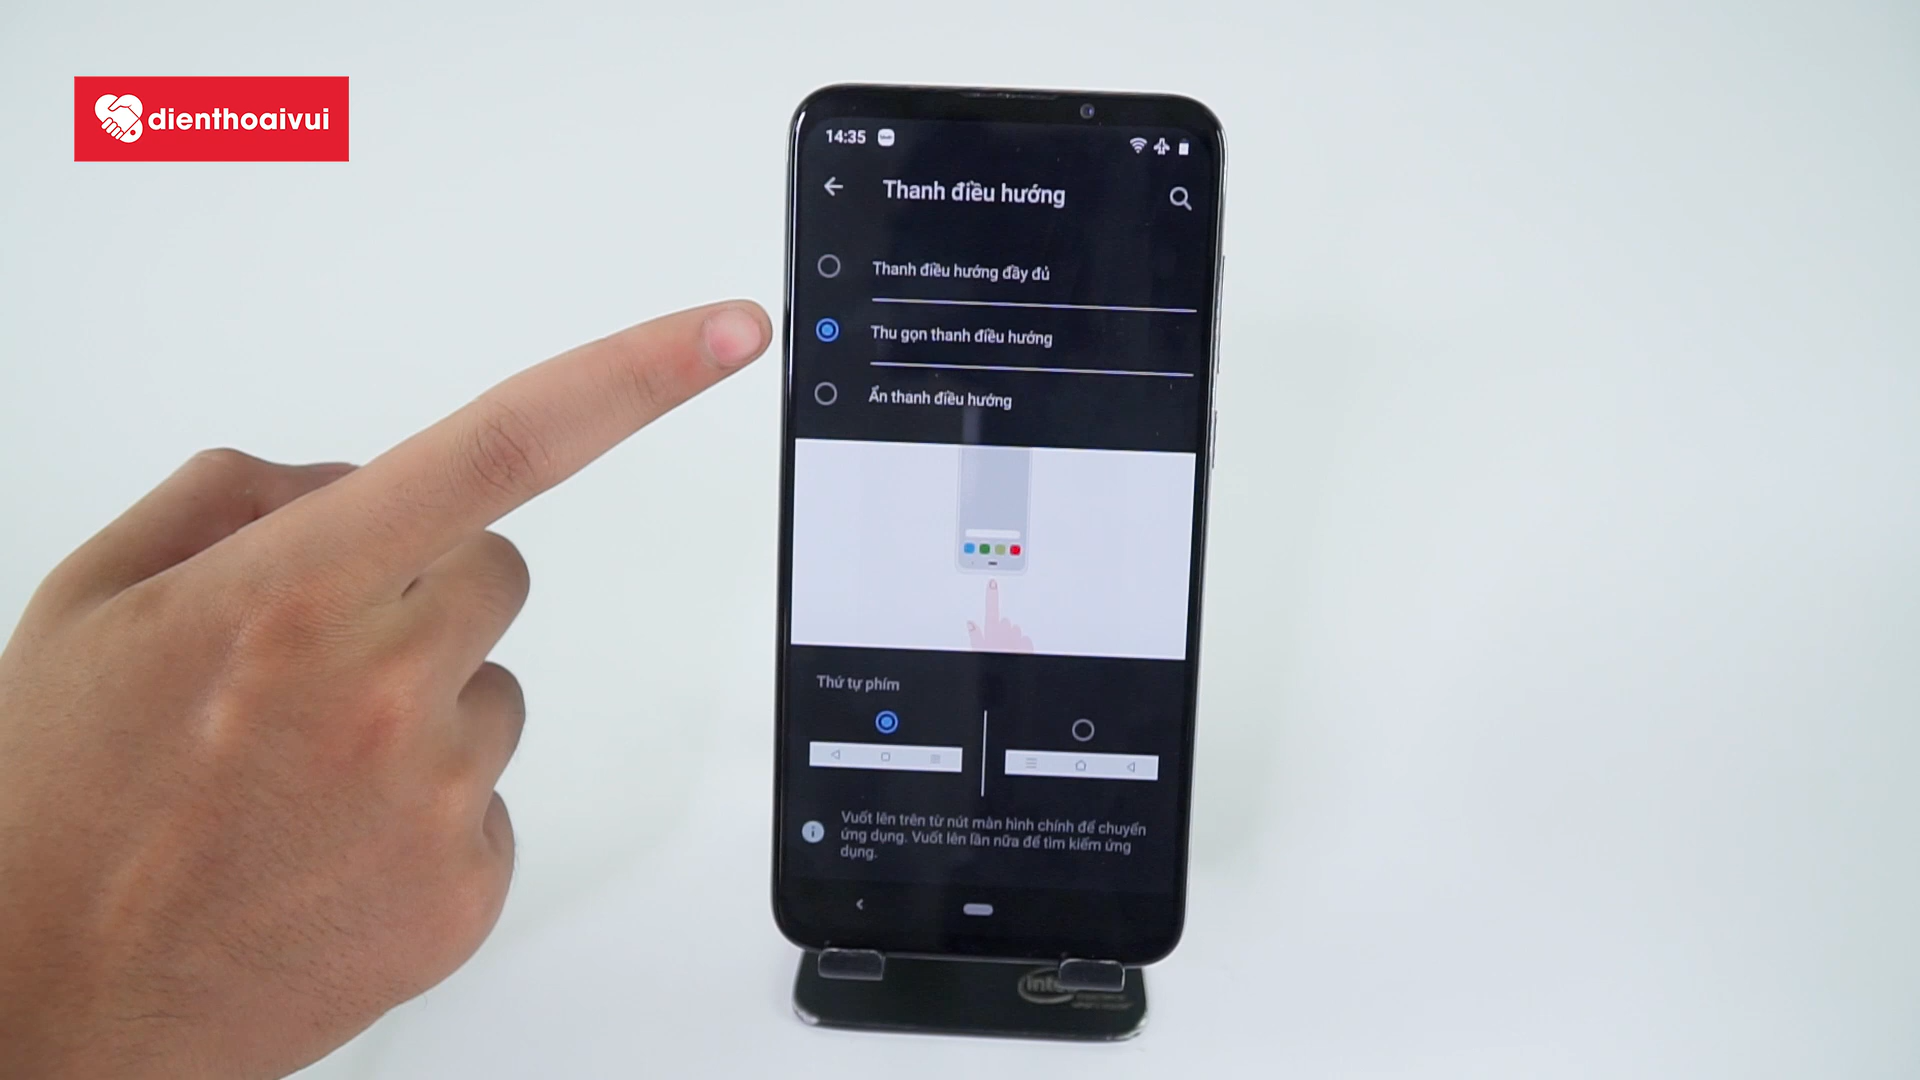 dienthoaivui
14:35
Thanh điều hướng
Thanh điều hướng đầy đủ
Thu gọn thanh điều hướng
Ẩn thanh điều hướng
Thứ tự phím
Vuốt lên trên từ nút màn hình chính để chuyển
ứng dụng. Vuốt lên lần nữa để tìm kiếm ứng
dụng.